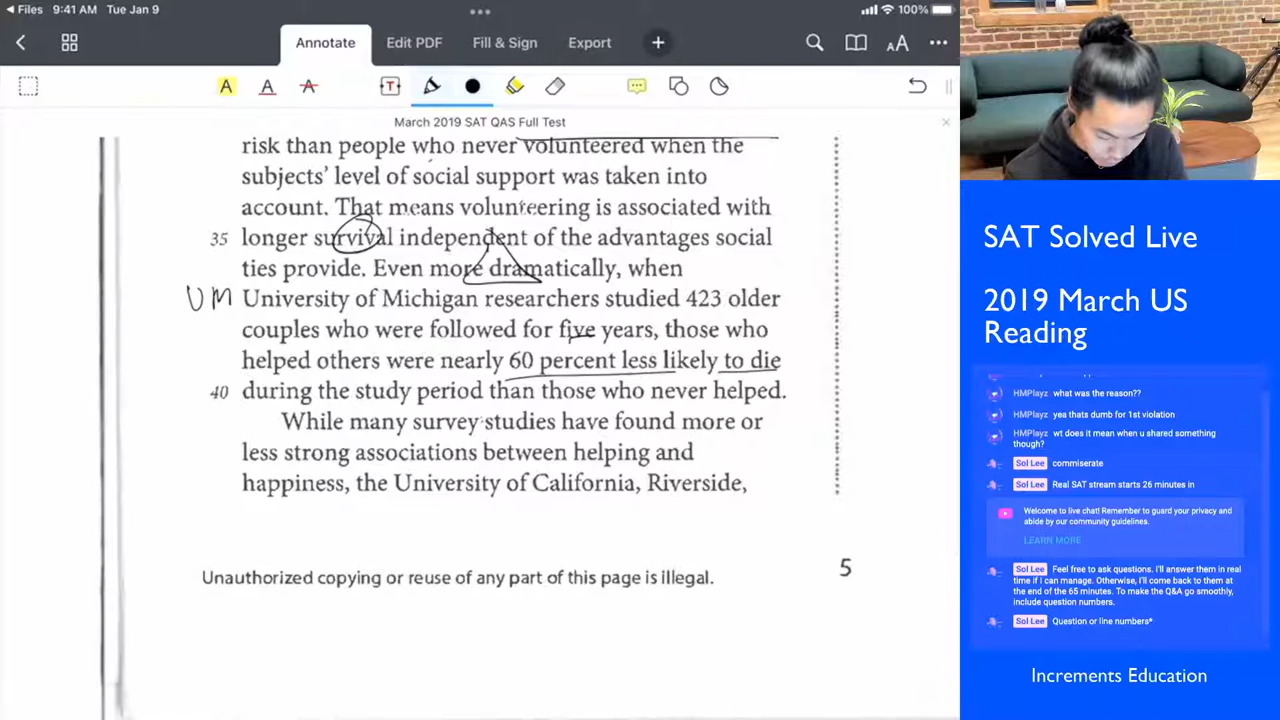 Files 9:41 AM Tue Jan 9
100%
Annotate
Edit PDF
Fill & Sign
Export
AA
A A A T
March 2019 SAT QAS Full Test
risk than people who never volunteered when the
subjects' level of social support was taken into
account. That means volunteering is associated with
35 longer survival independent of the advantages social
ties provide. Even more dramatically, when
UM University of Michigan researchers studied 423 older
couples who were followed for five years, those who
helped others were nearly 60 percent less likely to die
40 during the study period than those who never helped.
While many survey studies have found more or
less strong associations between helping and
happiness, the University of California, Riverside,
5
Unauthorized copying or reuse of any part of this page is illegal.
SAT Solved Live
2019 March US
Reading
HMPlayz what was the reason??
HMPlayz yea thats dumb for 1st violation
HMPlayz wt does it mean when u shared something
though?
Sol Lee commiserate
Sol Lee Real SAT stream starts 26 minutes in
Welcome to live chat! Remember to guard your privacy and
abide by our community guidelines.
LEARN MORE
Sol Lee Feel free to ask questions. I'll answer them in real
time if I can manage. Otherwise, I'll come back to them at
the end of the 65 minutes. To make the Q&A go smoothly,
include question numbers.
Sol Lee Question or line numbers*
Increments Education